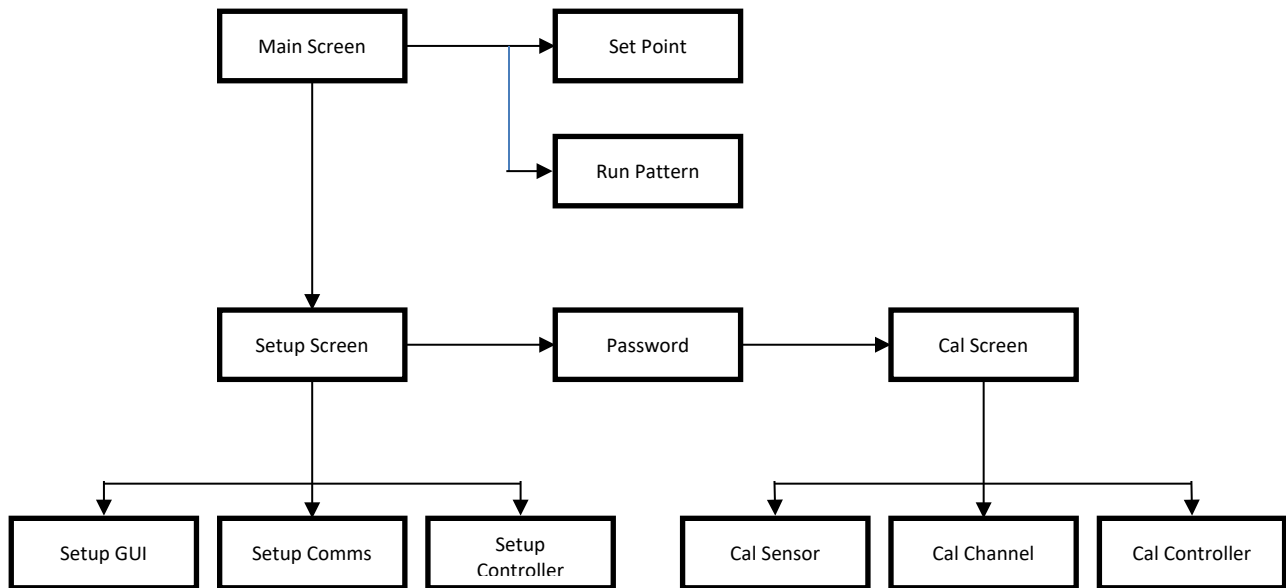 Main Screen
Set Point
Run Pattern
Setup Screen
Password
Cal Screen
Setup GUI
Setup Comms
Setup
Controller
Cal Sensor
Cal Channel
Cal Controller